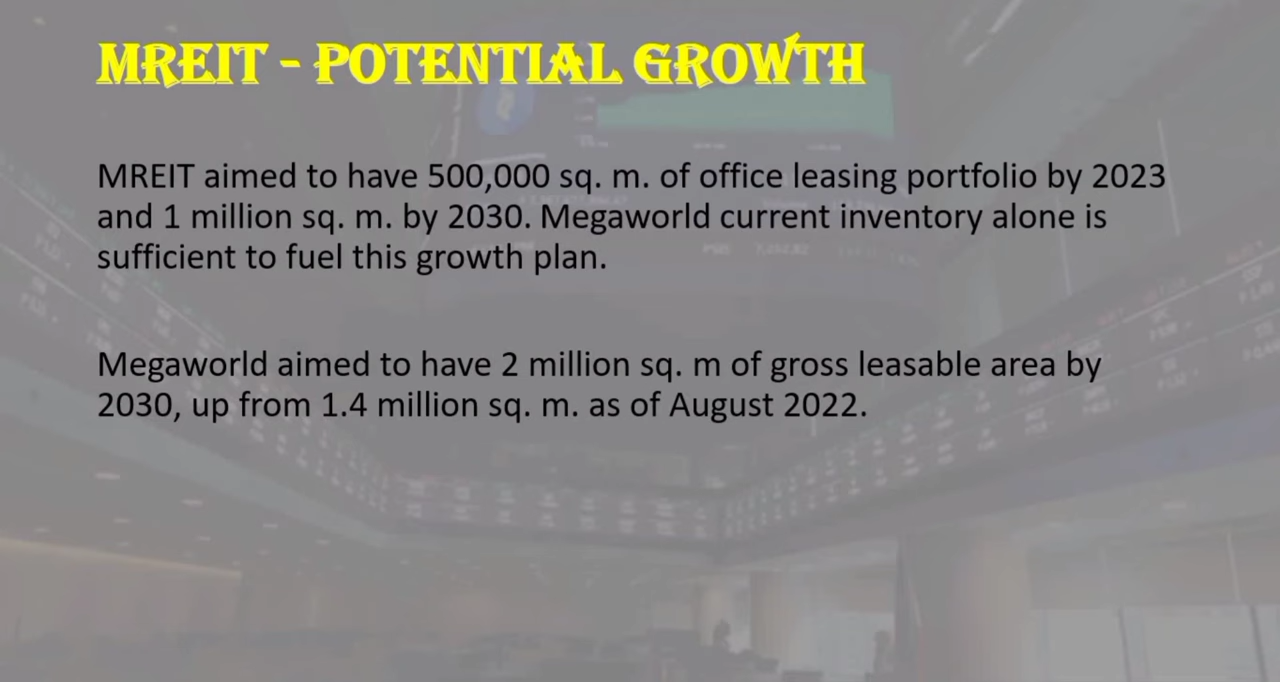 MREIT - POTENTIAL GROWTH
MREIT aimed to have 500,000 sq. m. of office leasing portfolio by 2023
and 1 million sq. m. by 2030. Megaworld current inventory alone is
sufficient to fuel this growth plan.
Megaworld aimed to have 2 million sq. m of gross leasable area by
2030, up from 1.4 million sq. m. as of August 2022.